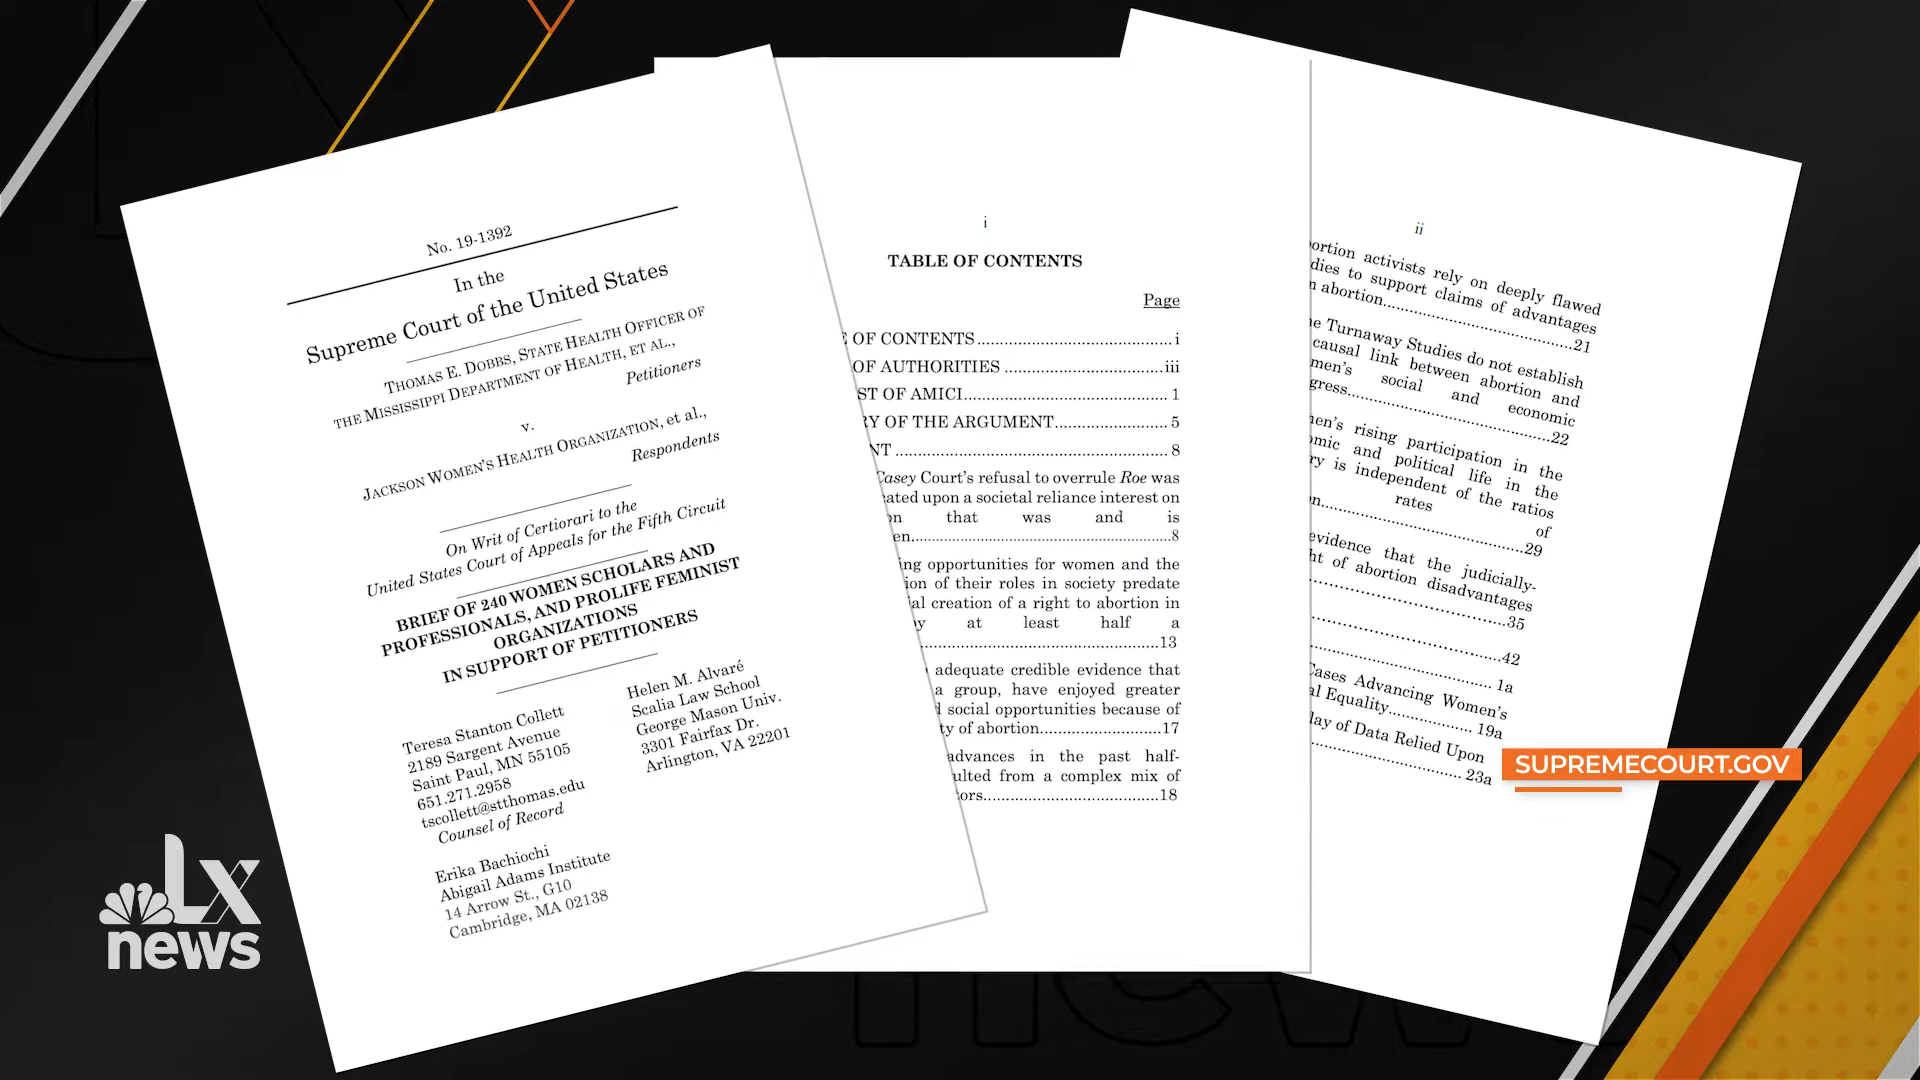 No. 19-1392
In the
Supreme Court of the United States
THOMAS E. DOBBS, STATE HEALTH OFFICER OF
THE MISSISSIPPI DEPARTMENT OF HEALTH, ET AL.,
Petitioners
v.
JACKSON WOMEN'S HEALTH ORGANIZATION, et al.,
Respondents
On Writ of Certiorari to the
United States Court of Appeals for the Fifth Circuit
BRIEF OF 240 WOMEN SCHOLARS AND
PROFESSIONALS, AND PROLIFE FEMINIST
ORGANIZATIONS
IN SUPPORT OF PETITIONERS
Teresa Stanton Collett
2189 Sargent Avenue
Saint Paul, MN 55105
651.271.2958
tscollett@stthomas.edu
Counsel of Record
Erika Bachiochi
Abigail Adams Institute
14 Arrow St., G10
Cambridge, MA 02138
Helen M. Alvaré
Scalia Law School
George Mason Univ.
3301 Fairfax Dr.
Arlington, VA 22201
i
TABLE OF CONTENTS
Page
OF CONTENTS....................i
OF AUTHORITIES....................iii
ST OF AMICI....................1
RY OF THE ARGUMENT....................5
NT....................8
Casey Court's refusal to overrule Roe was
cated upon a societal reliance interest on
on that was and is
en....................8
ing opportunities for women and the
ion of their roles in society predate
ial creation of a right to abortion in
by at least half a
....................13
adequate credible evidence that
a group, have enjoyed greater
d social opportunities because of
ty of abortion....................17
advances in the past half-
ulted from a complex mix of
tors....................18
ii
ortion activists rely on deeply flawed
dies to support claims of advantages
n abortion....................21
he Turnaway Studies do not establish
causal link between abortion and
men's social and economic
gress....................22
men's rising participation in the
omic and political life in the
ry is independent of the ratios
rates of
n....................29
evidence that the judicially-
ht of abortion disadvantages
....................35
....................42
....................1a
Cases Advancing Women's
al Equality....................19a
lay of Data Relied Upon
....................23a
SUPREMECOURT.GOV
LX
news